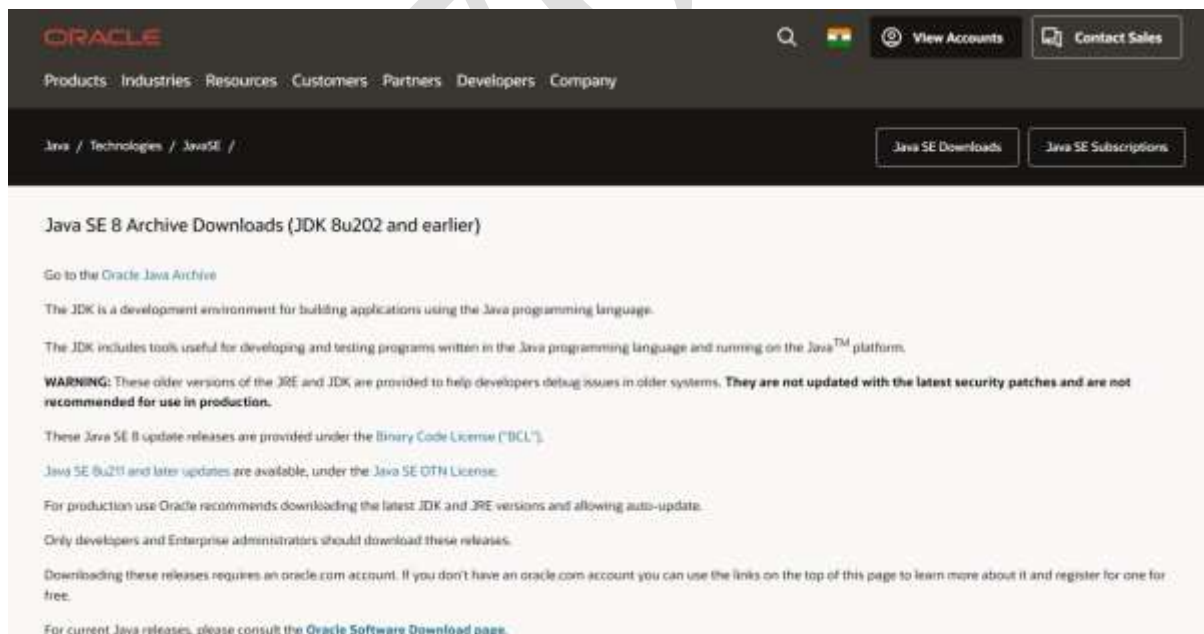 ORACLE
View Accounts
Contact Sales
Products Industries Resources Customers Partners Developers Company
Java / Technologies / JavaSE /
Java SE Downloads
Java SE Subscriptions
Java SE 8 Archive Downloads (JDK 8u202 and earlier)
Go to the Oracle Java Archive
The JDK is a development environment for building applications using the Java programming language.
The JDK includes tools useful for developing and testing programs written in the Java programming language and running on the Java™ platform.
WARNING: These older versions of the JRE and JDK are provided to help developers debug issues in older systems. They are not updated with the latest security patches and are not
recommended for use in production.
These Java SE 8 update releases are provided under the Binary Code License ("BCL").
Java SE 8u211 and later updates are available, under the Java SE OTN License.
For production use Oracle recommends downloading the latest JDK and JRE versions and allowing auto-update.
Only developers and Enterprise administrators should download these releases.
Downloading these releases requires an oracle.com account. If you don't have an oracle.com account you can use the links on the top of this page to learn more about it and register for one for
free.
For current Java releases, please consult the Oracle Software Download page.